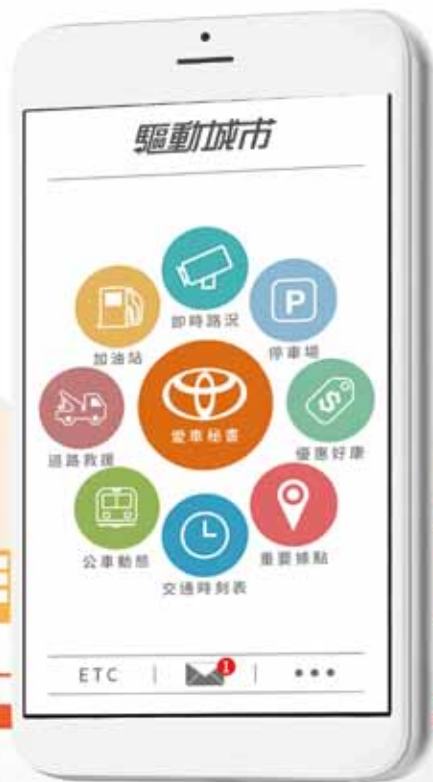 驅動城市
即時路況
P
加油站
停車場
$
愛車秘書
道路救援
優惠好康
公車動態
重要據點
交通時刻表
ETC
1